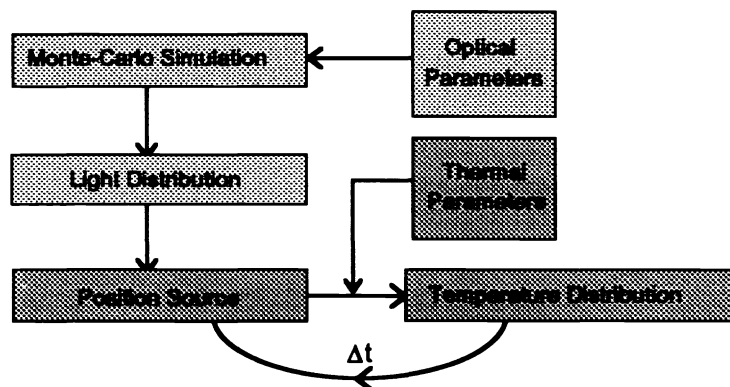 Monte-Carlo Simulation
Optical
Parameters
Light Distribution
Thermal
Parameters
Position Source
Temperature Distribution
Δt